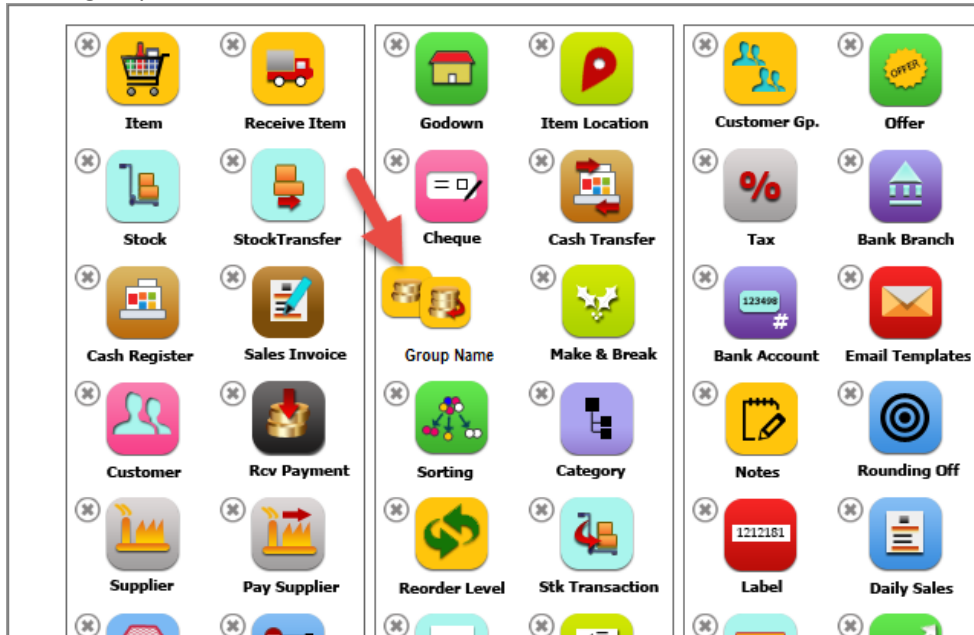 Item
Receive Item
Godown
Item Location
Customer Gp.
OFFER
Offer
Stock
StockTransfer
Cheque
Cash Transfer
%
Tax
Bank Branch
Cash Register
Sales Invoice
Group Name
Make & Break
123498
#
Bank Account
Email Templates
Customer
Rcv Payment
Sorting
Category
Notes
Rounding Off
Supplier
Pay Supplier
Reorder Level
Stk Transaction
1212181
Label
Daily Sales